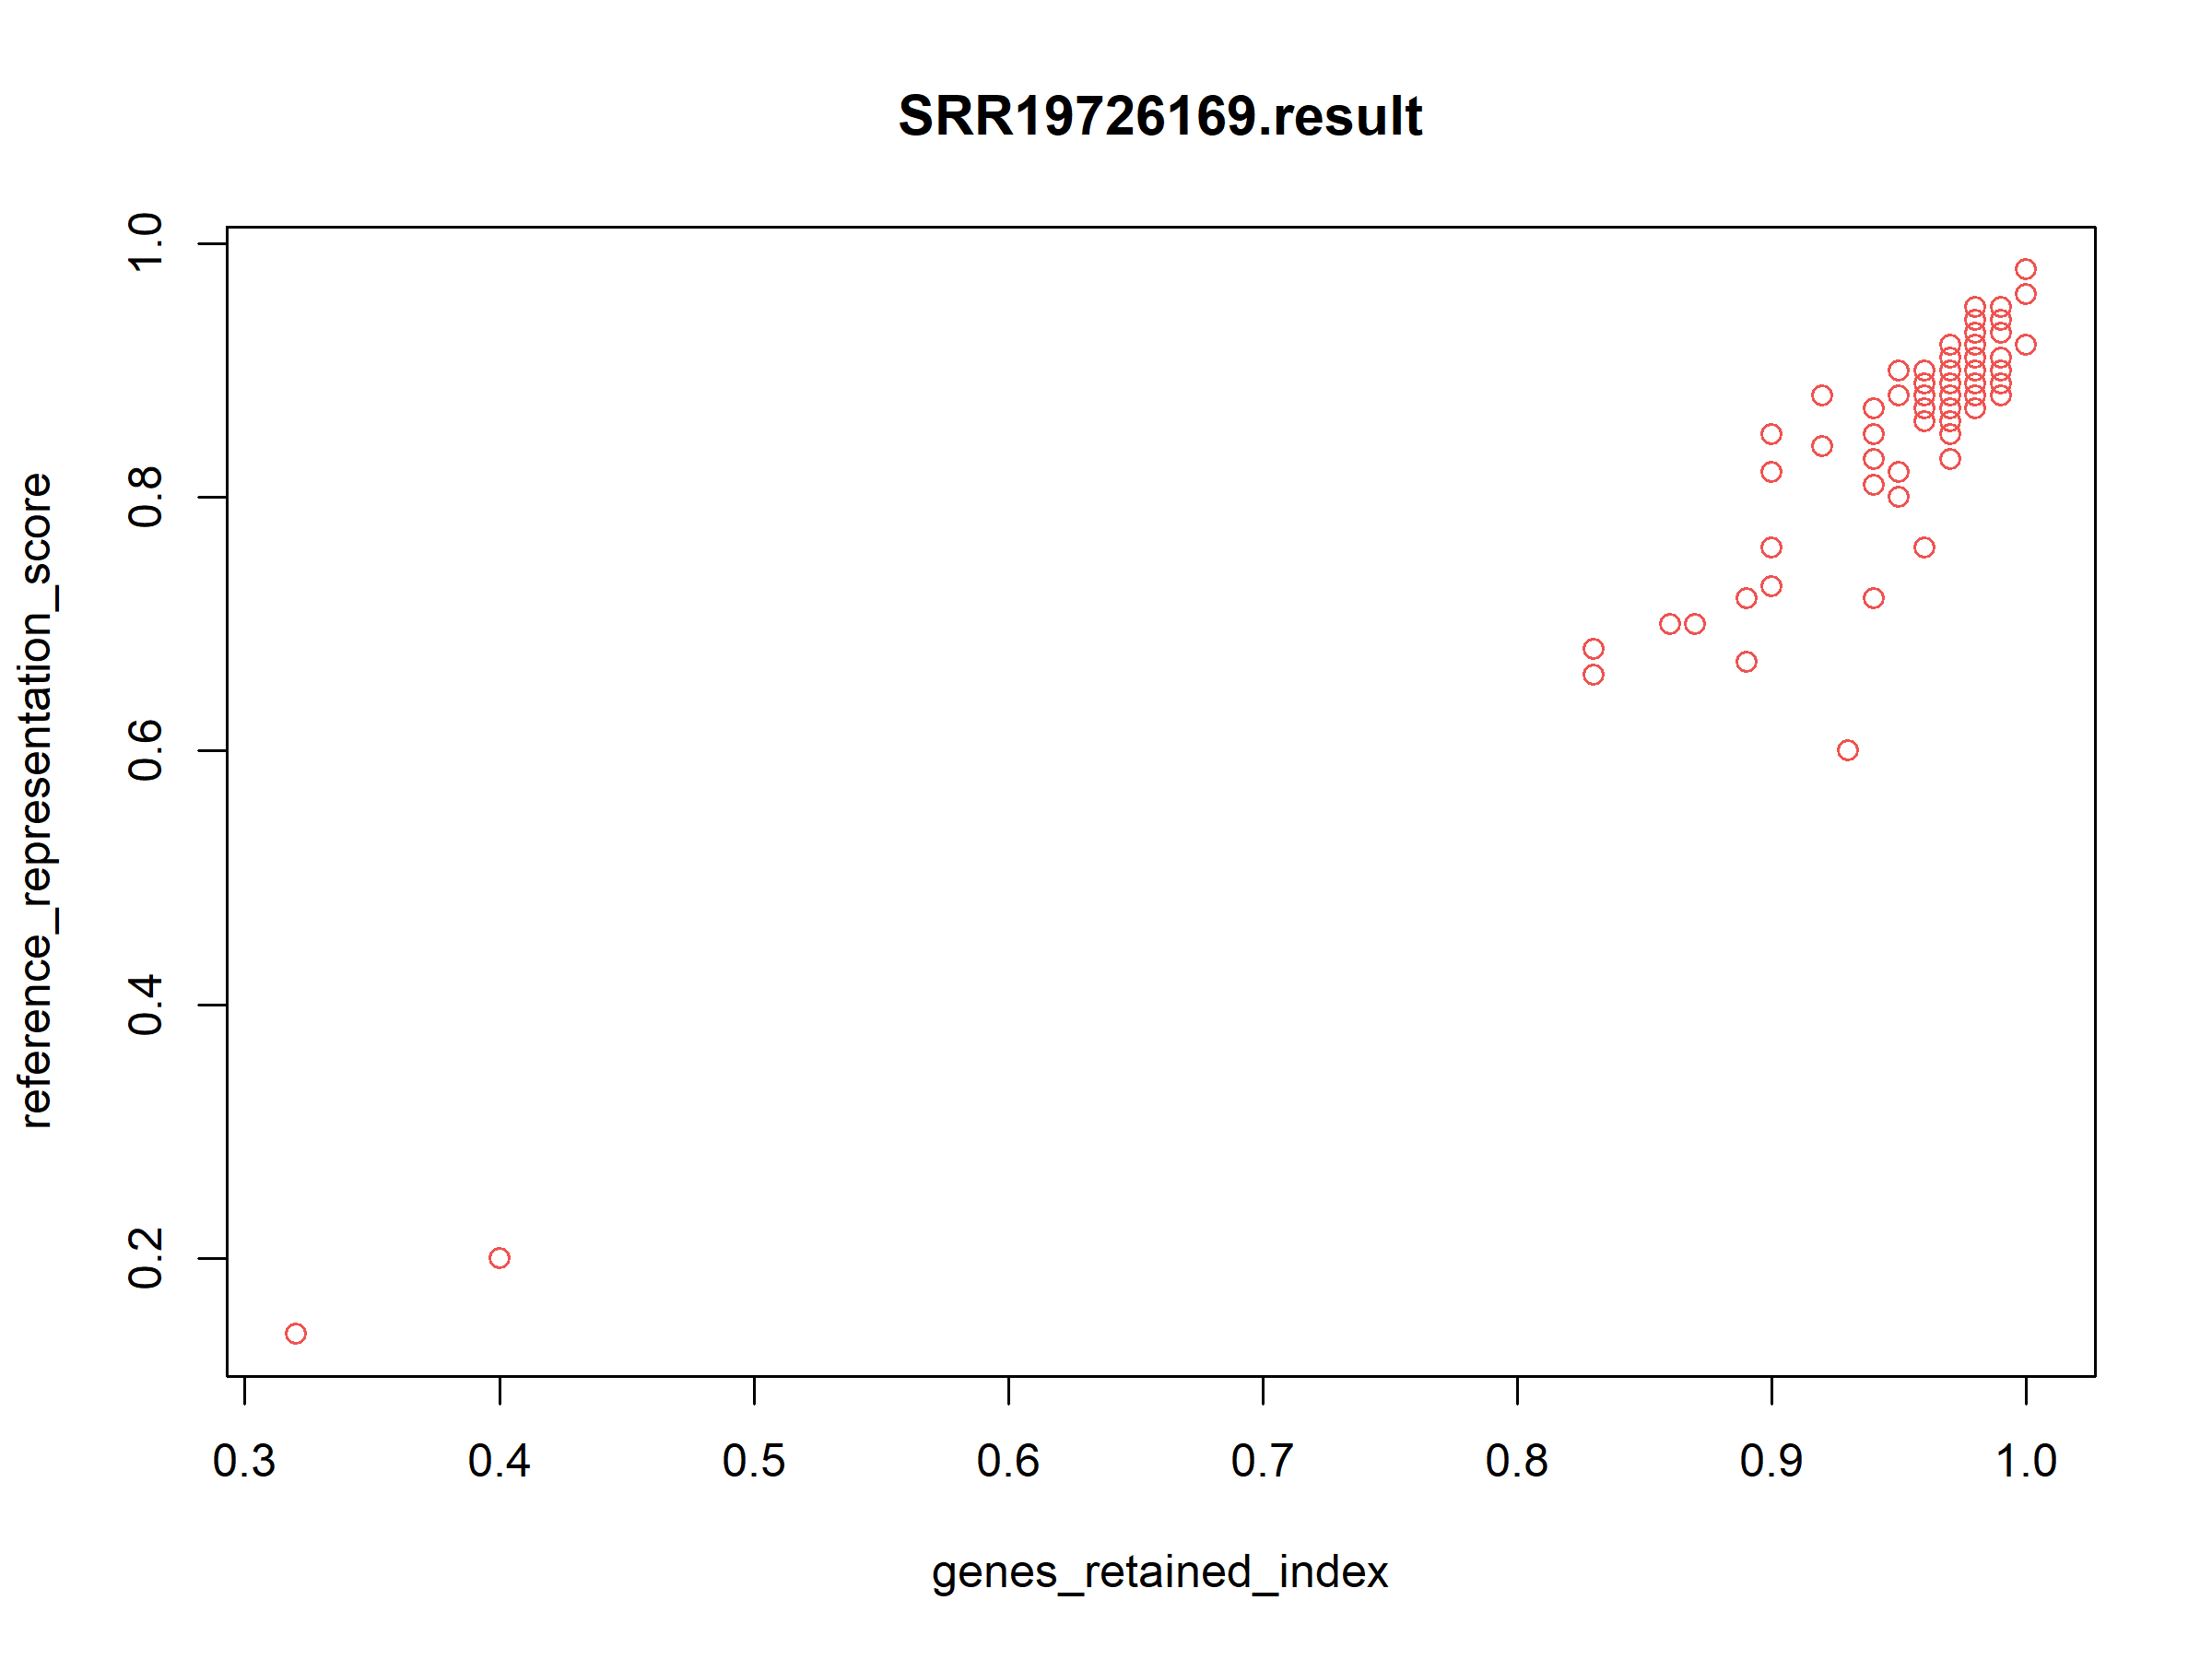 SRR19726169.result
reference_representation_score
1.0
0.8
0.6
0.4
0.2
0.3 0.4 0.5 0.6 0.7 0.8 0.9 1.0
genes_retained_index